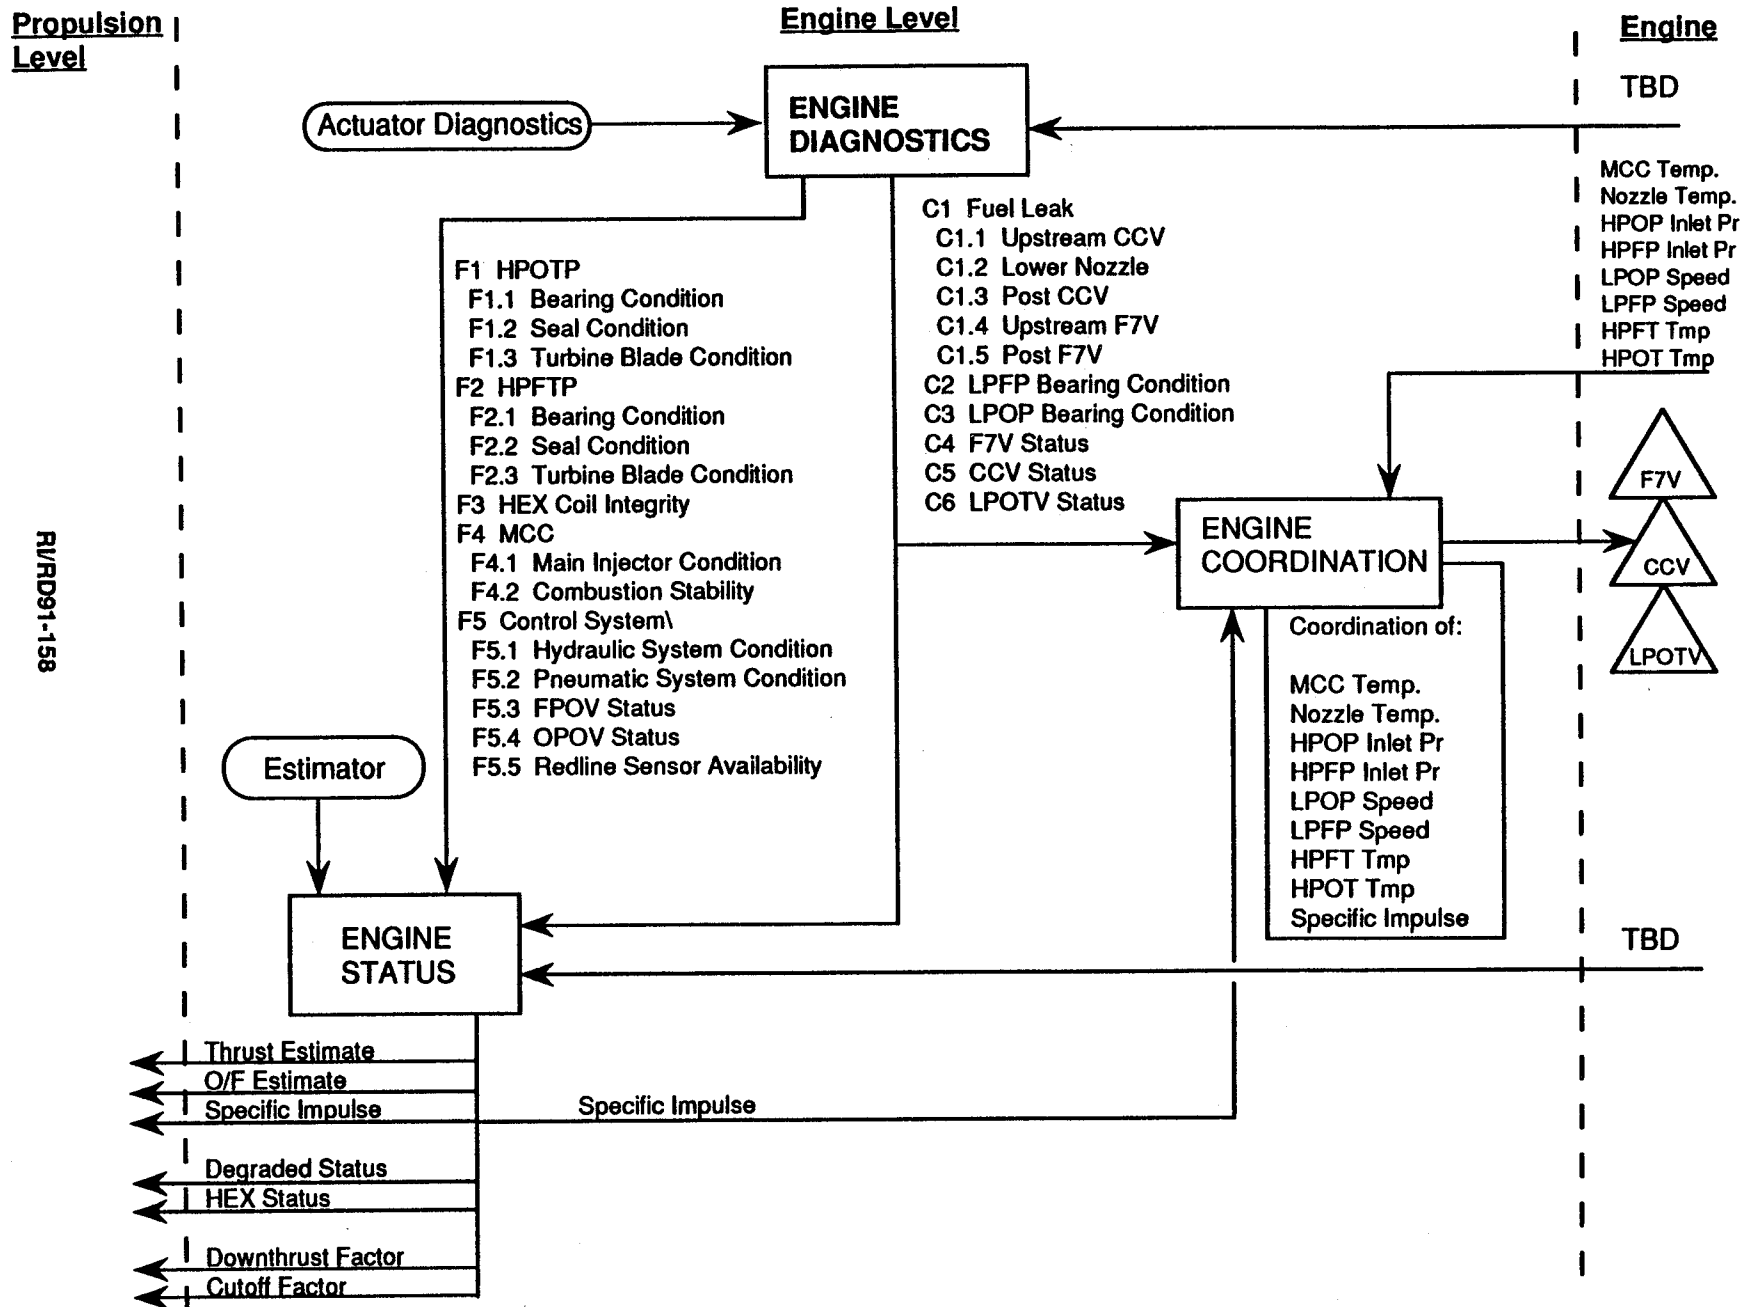 Propulsion
Level
Engine Level
Engine
TBD
Actuator Diagnostics
ENGINE
DIAGNOSTICS
MCC Temp.
Nozzle Temp.
HPOP Inlet Pr
HPFP Inlet Pr
LPOP Speed
LPFP Speed
HPFT Tmp
HPOT Tmp
C1 Fuel Leak
C1.1 Upstream CCV
C1.2 Lower Nozzle
C1.3 Post CCV
C1.4 Upstream F7V
C1.5 Post F7V
C2 LPFP Bearing Condition
C3 LPOP Bearing Condition
C4 F7V Status
C5 CCV Status
C6 LPOTV Status
F1 HPOTP
F1.1 Bearing Condition
F1.2 Seal Condition
F1.3 Turbine Blade Condition
F2 HPFTP
F2.1 Bearing Condition
F2.2 Seal Condition
F2.3 Turbine Blade Condition
F3 HEX Coil Integrity
F4 MCC
F4.1 Main Injector Condition
F4.2 Combustion Stability
F5 Control System\
F5.1 Hydraulic System Condition
F5.2 Pneumatic System Condition
F5.3 FPOV Status
F5.4 OPOV Status
F5.5 Redline Sensor Availability
F7V
CCV
LPOTV
ENGINE
COORDINATION
Coordination of:
MCC Temp.
Nozzle Temp.
HPOP Inlet Pr
HPFP Inlet Pr
LPOP Speed
LPFP Speed
HPFT Tmp
HPOT Tmp
Specific Impulse
RI/RD91-158
Estimator
ENGINE
STATUS
TBD
Thrust Estimate
O/F Estimate
Specific Impulse
Specific Impulse
Degraded Status
HEX Status
Downthrust Factor
Cutoff Factor